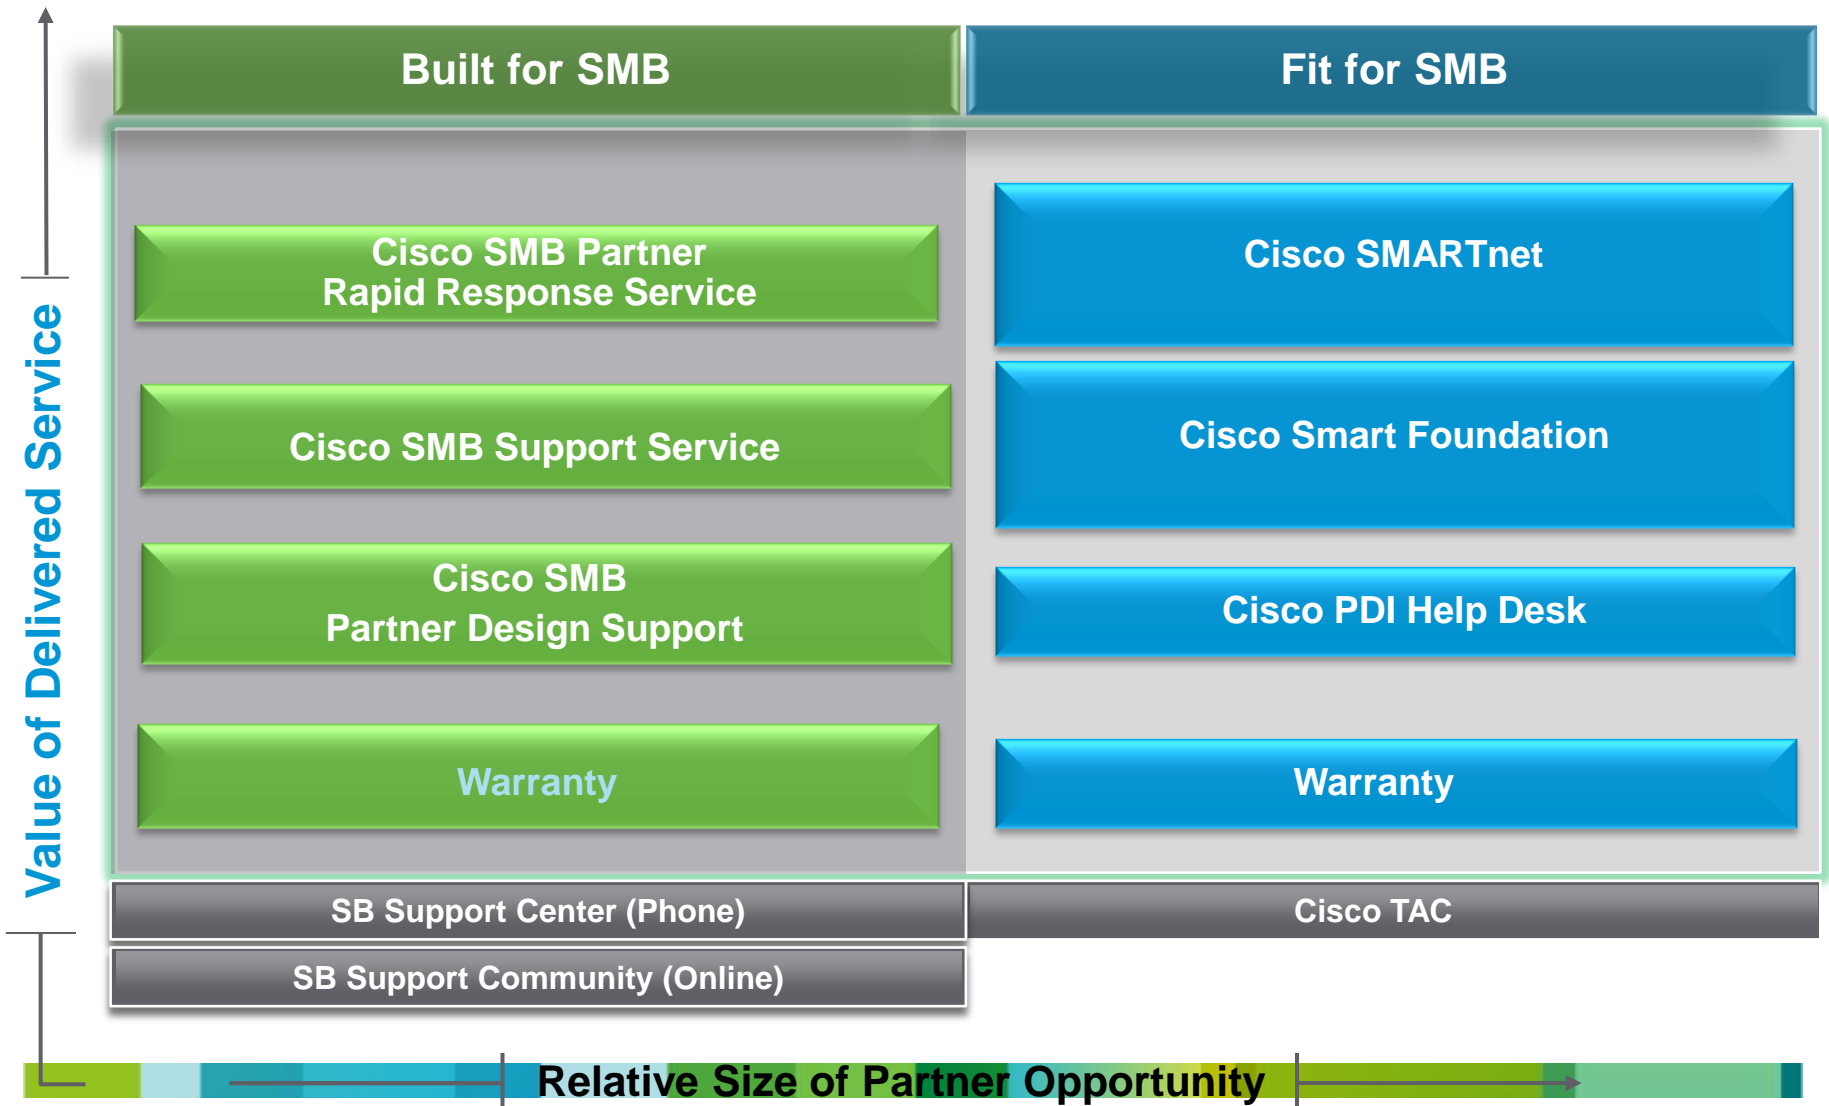 Built for SMB
Fit for SMB
Value of Delivered Service
Cisco SMB Partner
Rapid Response Service
Cisco SMARTnet
Cisco SMB Support Service
Cisco Smart Foundation
Cisco SMB
Partner Design Support
Cisco PDI Help Desk
Warranty
Warranty
SB Support Center (Phone)
Cisco TAC
SB Support Community (Online)
Relative Size of Partner Opportunity